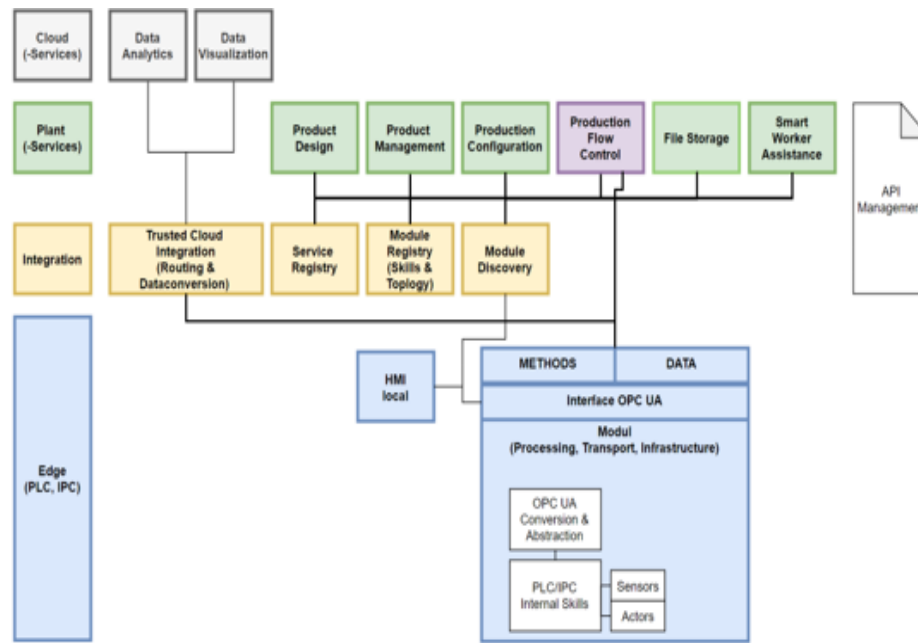 Cloud
(-Services)
Data
Analytics
Data
Visualization
Plant
(-Services)
Product
Design
Product
Management
Production
Configuration
Production
Flow
Control
File Storage
Smart
Worker
Assistance
API
Management
Integration
Trusted Cloud
Integration
(Routing &
Dataconversion)
Service
Registry
Module
Registry
(Skills &
Toplogy)
Module
Discovery
Edge
(PLC, IPC)
HMI
local
METHODS
DATA
Interface OPC UA
Modul
(Processing, Transport, Infrastructure)
OPC UA
Conversion &
Abstraction
PLC/IPC
Internal Skills
Sensors
Actors